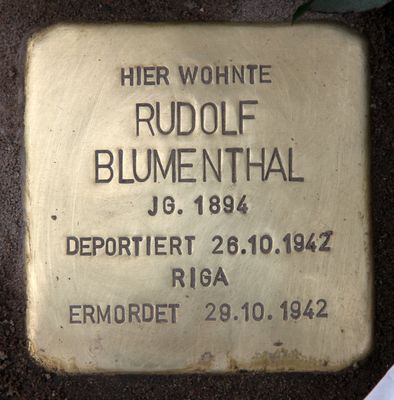 HIER WOHNTE
RUDOLF
BLUMENTHAL
JG. 1894
DEPORTIERT 26.10.1942
RIGA
ERMORDET 29.10.1942